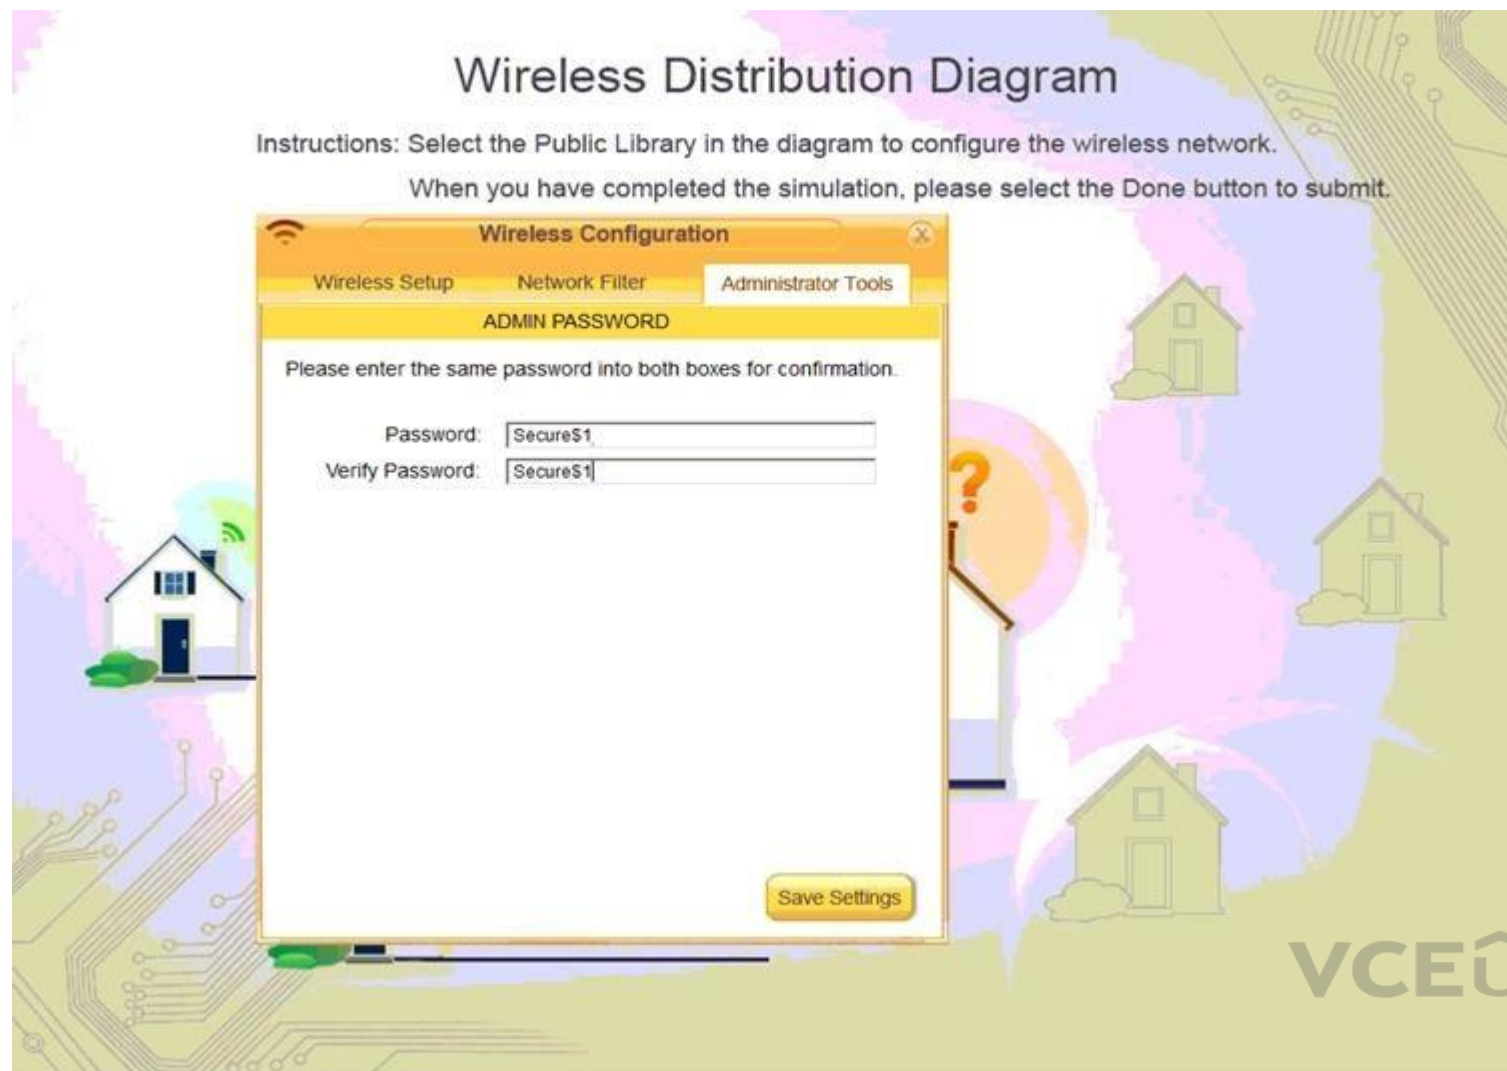 Wireless Distribution Diagram
Instructions: Select the Public Library in the diagram to configure the wireless network.
When you have completed the simulation, please select the Done button to submit.
Wireless Configuration
Wireless Setup Network Filter Administrator Tools
ADMIN PASSWORD
Please enter the same password into both boxes for confirmation.
Password: Secure$1
Verify Password: Secure$1
?
Save Settings
VCEÛ